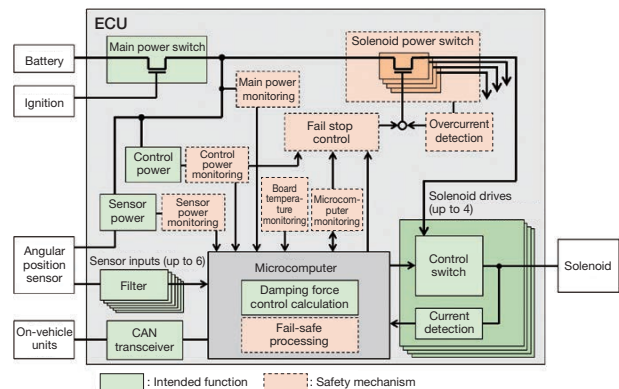 ECU
Main power switch
Solenoid power switch
Battery
Ignition
Main power
monitoring
Fail stop
control
Overcurrent
detection
Control
power
Control power
monitoring
Sensor
power
Sensor power
monitoring
Board
tempera-
ture
monitoring
Microcom-
puter
monitoring
Solenoid drives
(up to 4)
Angular
position
sensor
Sensor inputs (up to 6)
Filter
Microcomputer
Damping force
control calculation
Fail-safe
processing
Control
switch
Current
detection
Solenoid
On-vehicle
units
CAN
transceiver
: Intended function
: Safety mechanism